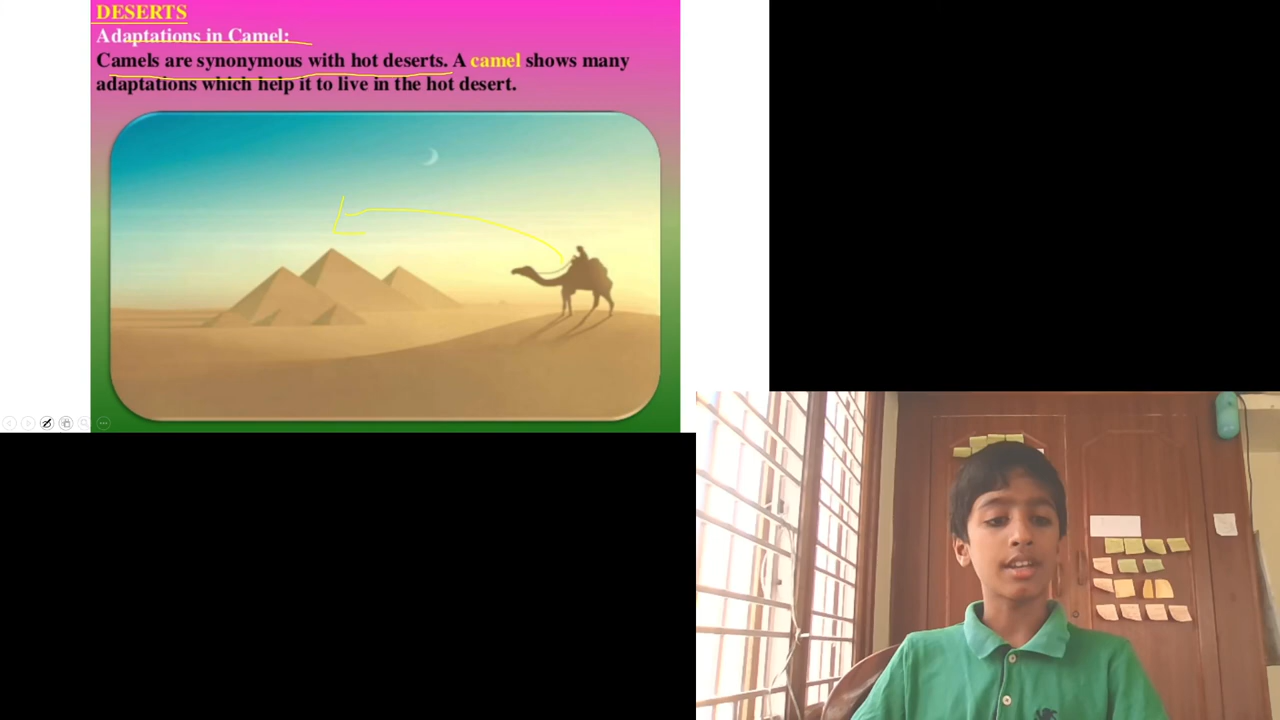 DESERTS
Adaptations in Camel:
Camels are synonymous with hot deserts. A camel shows many
adaptations which help it to live in the hot desert.